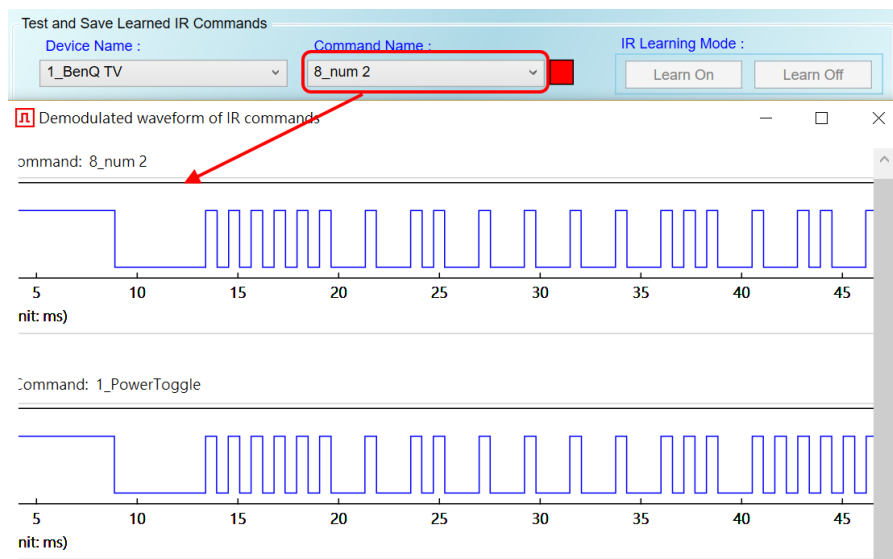 Test and Save Learned IR Commands
Device Name : Command Name : IR Learning Mode :
1_BenQ TV 8_num 2 Learn On Learn Off
Demodulated waveform of IR commands
ommand: 8_num 2
5 10 15 20 25 30 35 40 45
nit: ms)
Command: 1_PowerToggle
5 10 15 20 25 30 35 40 45
nit: ms)